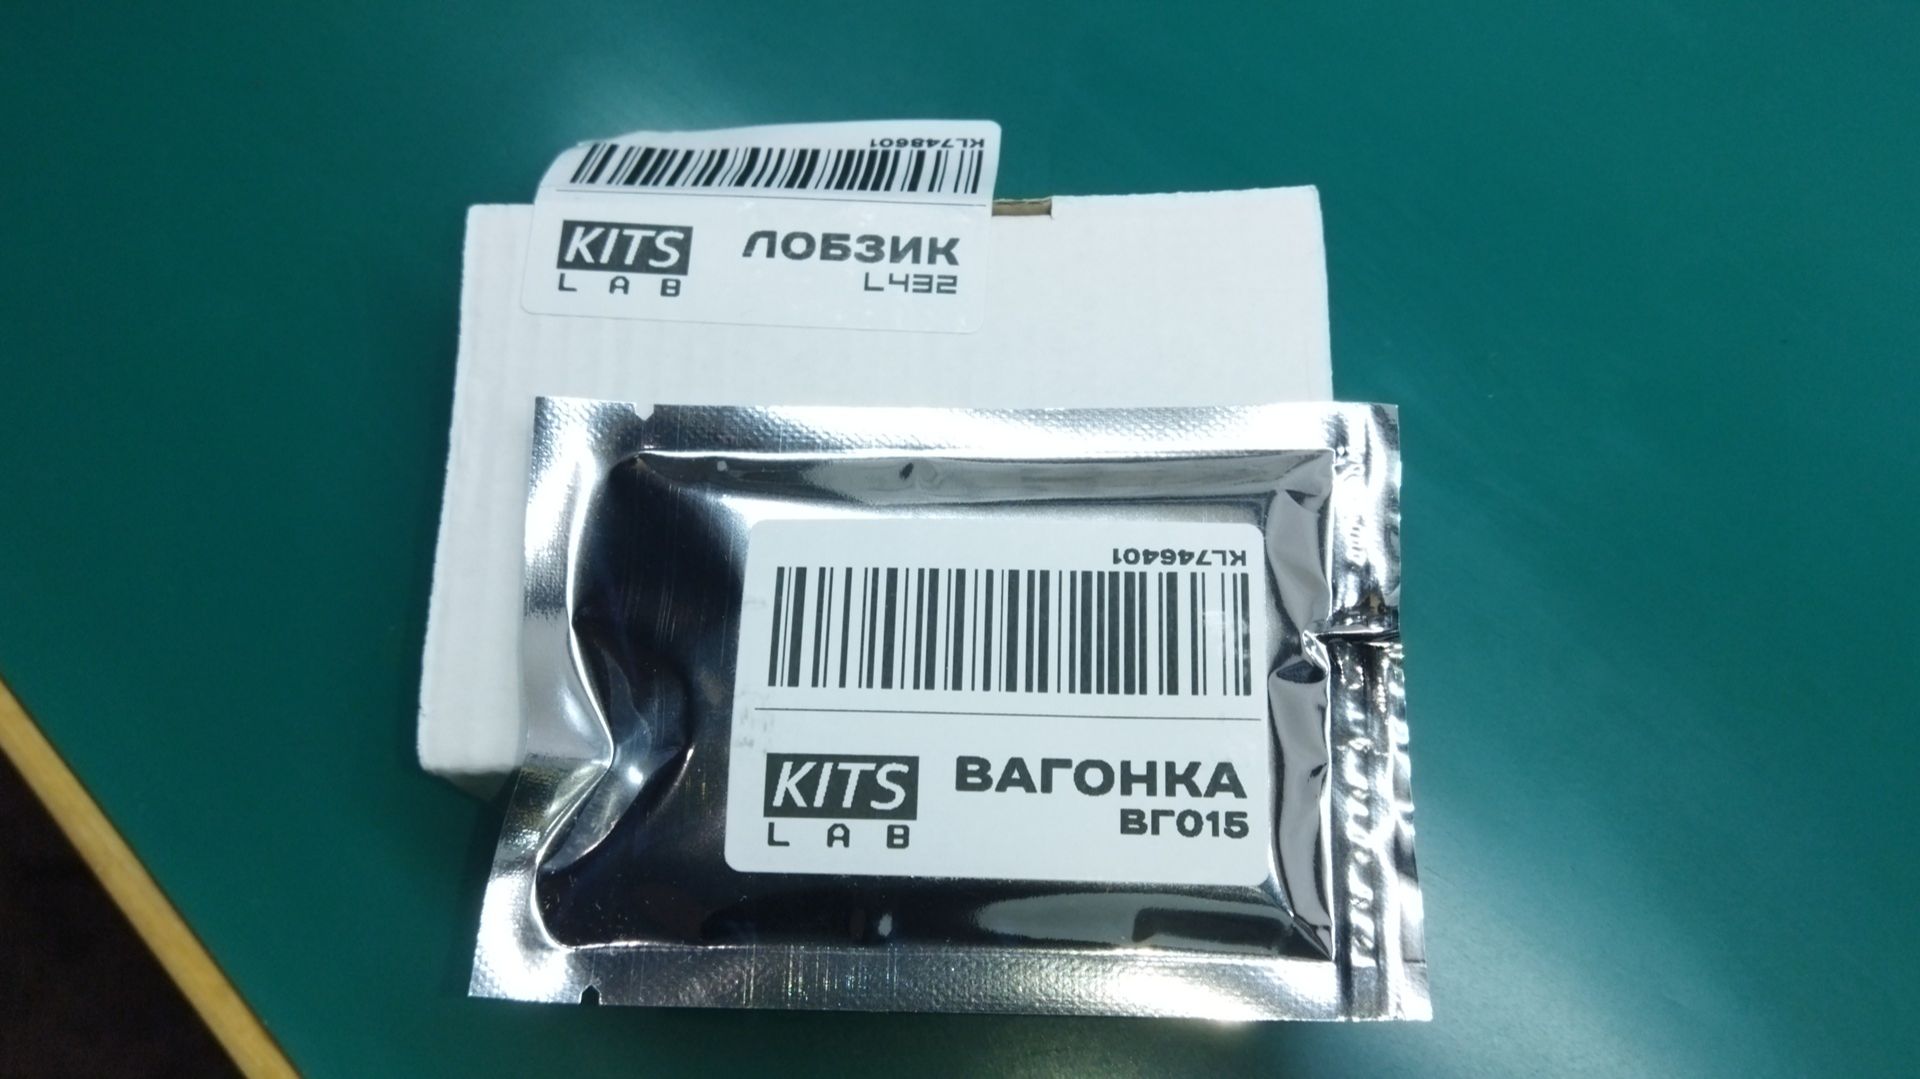 KL748601
KITS
LAB
ЛОБЗИК
L432
KL746401
KITS
LAB
ВАГОНКА
ВГ015